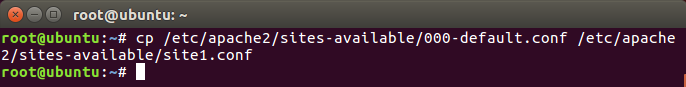 root@ubuntu: ~
root@ubuntu:~# cp /etc/apache2/sites-available/000-default.conf /etc/apache
2/sites-available/site1.conf
root@ubuntu:~#